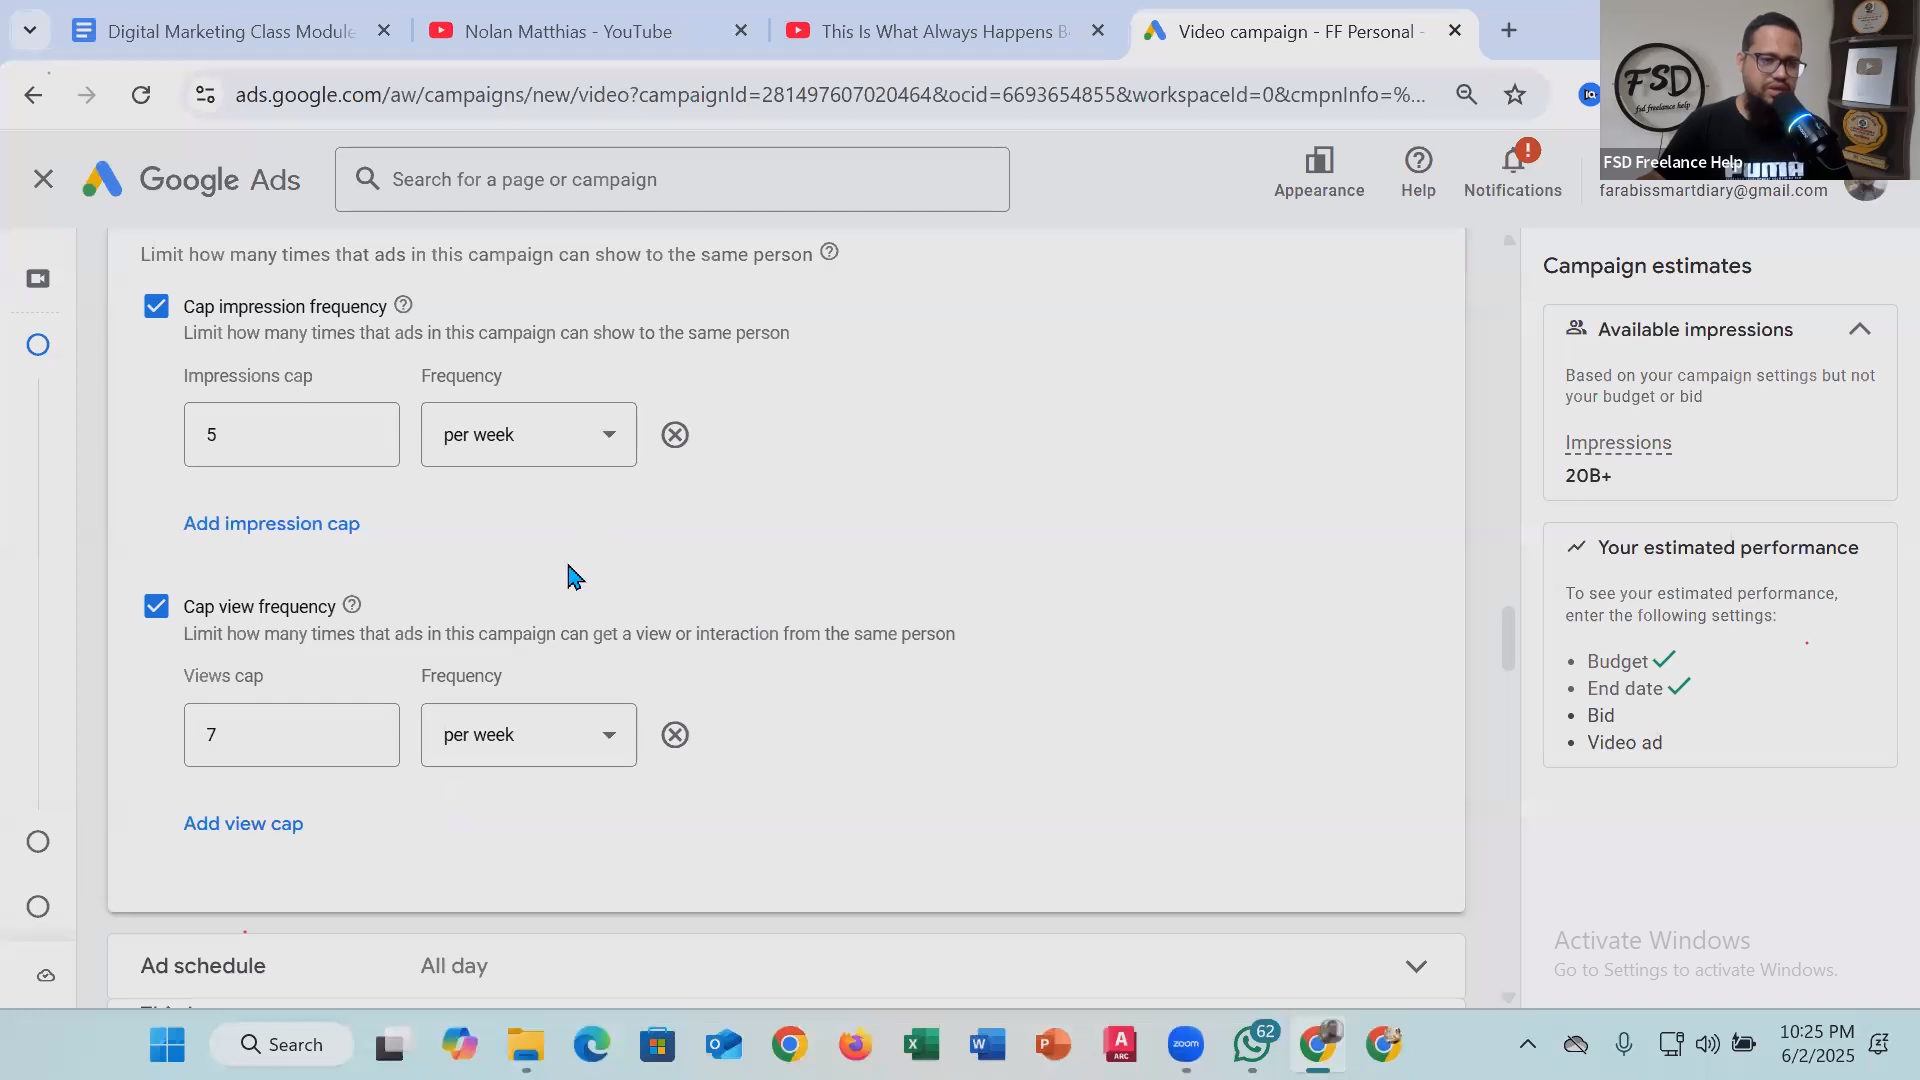 Digital Marketing Class Module
Nolan Matthias - YouTube
This Is What Always Happens B
Video campaign - FF Personal -
ads.google.com/aw/campaigns/new/video?campaignId=281497607020464&ocid=6693654855&workspaceId=0&cmpnInfo=%...
FSD
fsd freelance help
FSD Freelance Help
PUMA
Google Ads
Search for a page or campaign
Appearance
Help
Notifications
farabissmartdiary@gmail.com
Limit how many times that ads in this campaign can show to the same person
Cap impression frequency
Limit how many times that ads in this campaign can show to the same person
Impressions cap
Frequency
5
per week
Add impression cap
Cap view frequency
Limit how many times that ads in this campaign can get a view or interaction from the same person
Views cap
Frequency
7
per week
Add view cap
Ad schedule
All day
Campaign estimates
Available impressions
Based on your campaign settings but not
your budget or bid
Impressions
20B+
Your estimated performance
To see your estimated performance,
enter the following settings:
• Budget
• End date
• Bid
• Video ad
Activate Windows
Go to Settings to activate Windows.
Search
ARC
zoom
62
10:25 PM
6/2/2025